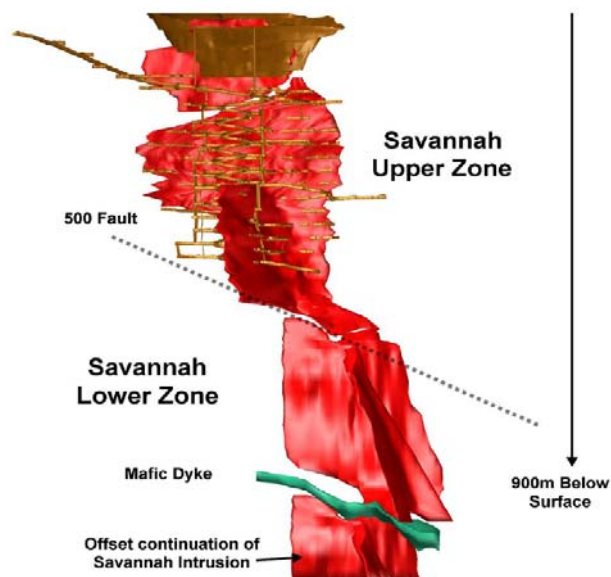 Savannah
Upper Zone
500 Fault
Savannah
Lower Zone
Mafic Dyke
900m Below
Surface
Offset continuation of
Savannah Intrusion